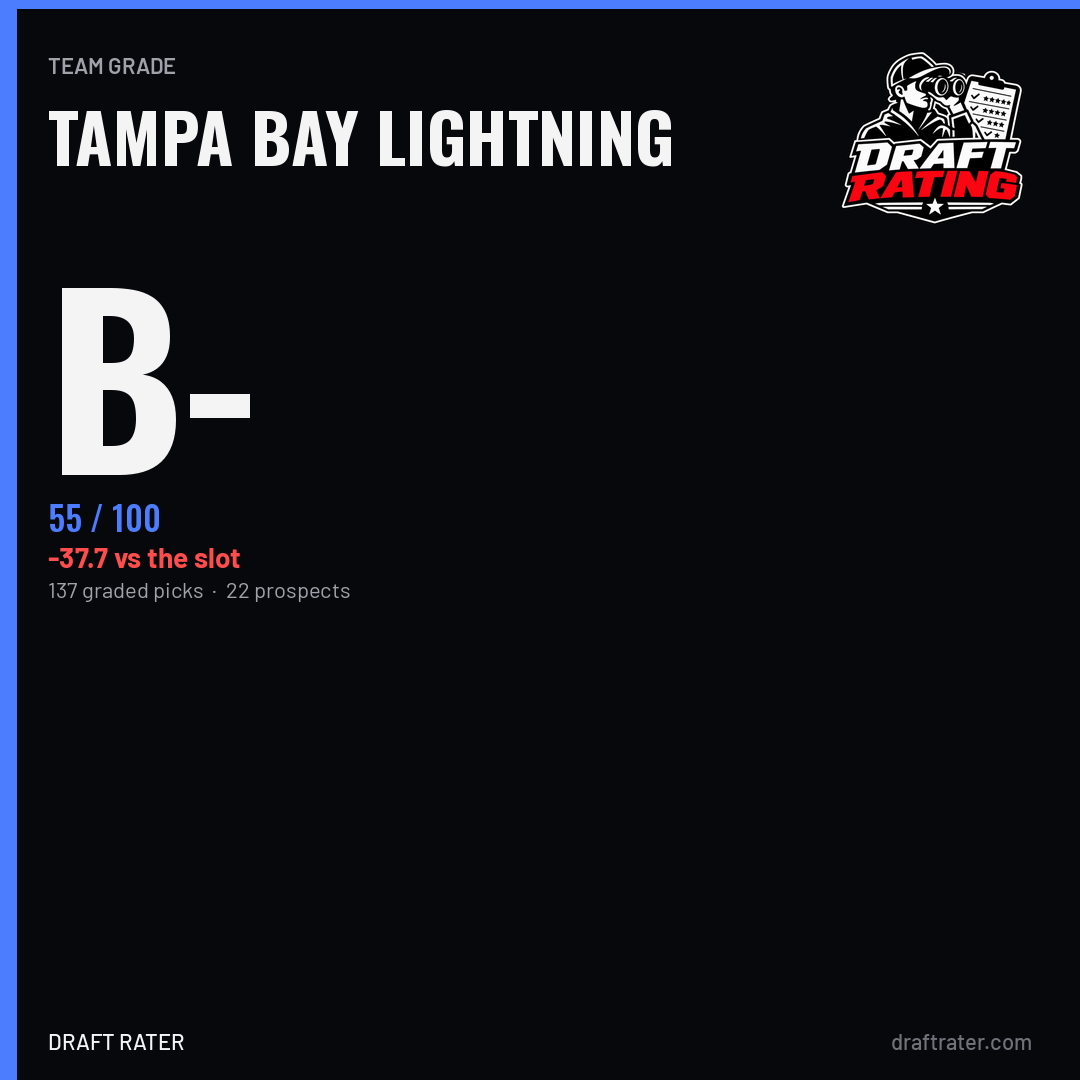 TEAM GRADE
TAMPA BAY LIGHTNING
DRAFT
RATING
B-
55 / 100
-37.7 vs the slot
137 graded picks · 22 prospects
DRAFT RATER
draftrater.com